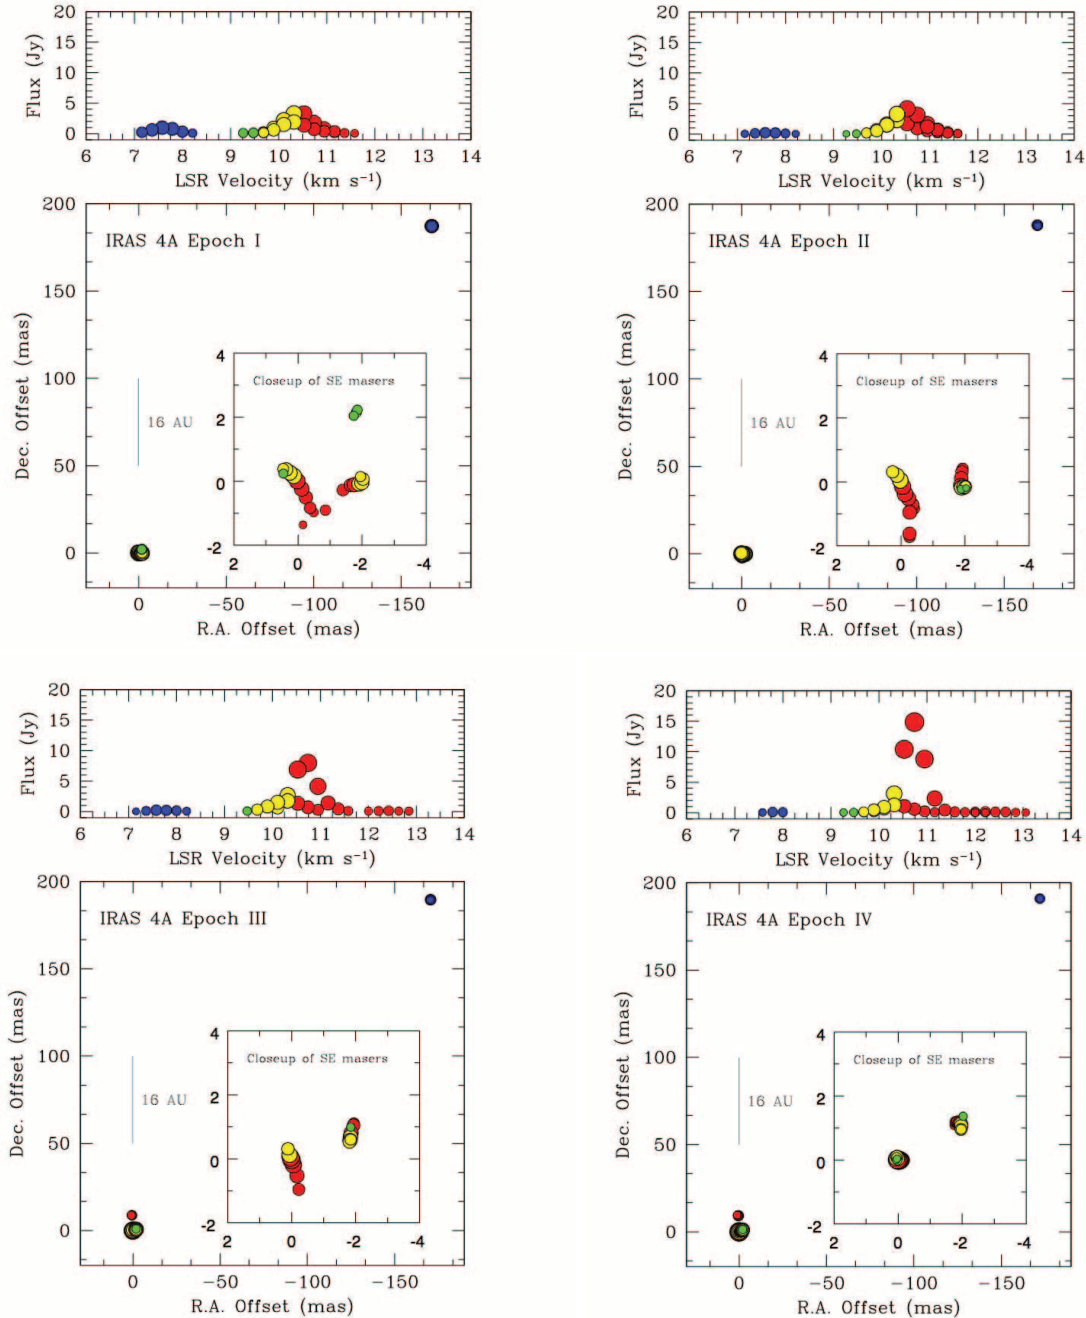 20
15
10
5
0
Flux (Jy)
6 7 8 9 10 11 12 13 14
LSR Velocity (km s⁻¹)
200
150
100
50
0
Dec. Offset (mas)
IRAS 4A Epoch I
16 AU
Closeup of SE masers
4
2
0
-2
2 0 -2 -4
0 −50 −100 −150
R.A. Offset (mas)
20
15
10
5
0
Flux (Jy)
6 7 8 9 10 11 12 13 14
LSR Velocity (km s⁻¹)
200
150
100
50
0
Dec. Offset (mas)
IRAS 4A Epoch II
16 AU
Closeup of SE masers
4
2
0
-2
2 0 -2 -4
0 −50 −100 −150
R.A. Offset (mas)
20
15
10
5
0
Flux (Jy)
6 7 8 9 10 11 12 13 14
LSR Velocity (km s⁻¹)
200
150
100
50
0
Dec. Offset (mas)
IRAS 4A Epoch III
16 AU
Closeup of SE masers
4
2
0
-2
2 0 -2 -4
0 −50 −100 −150
R.A. Offset (mas)
20
15
10
5
0
Flux (Jy)
6 7 8 9 10 11 12 13 14
LSR Velocity (km s⁻¹)
200
150
100
50
0
Dec. Offset (mas)
IRAS 4A Epoch IV
16 AU
Closeup of SE masers
4
2
0
-2
2 0 -2 -4
0 −50 −100 −150
R.A. Offset (mas)